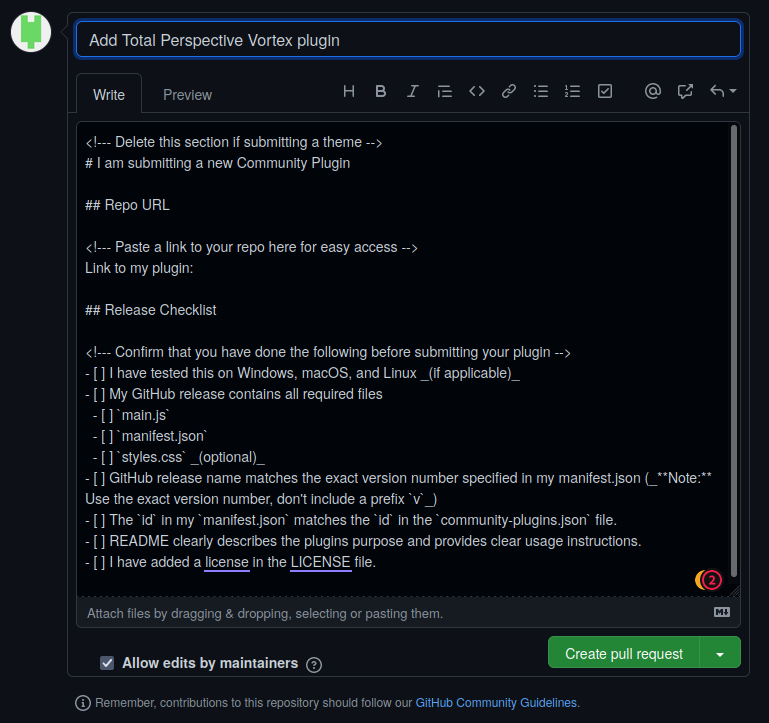 Add Total Perspective Vortex plugin
Write
Preview
H B I <> @
<!--- Delete this section if submitting a theme -->
# I am submitting a new Community Plugin
## Repo URL
<!--- Paste a link to your repo here for easy access -->
Link to my plugin:
## Release Checklist
<!--- Confirm that you have done the following before submitting your plugin -->
- [ ] I have tested this on Windows, macOS, and Linux _(if applicable)_
- [ ] My GitHub release contains all required files
  - [ ] `main.js`
  - [ ] `manifest.json`
  - [ ] `styles.css` _(optional)_
- [ ] GitHub release name matches the exact version number specified in my manifest.json (_**Note:**
Use the exact version number, don't include a prefix `v`_)
- [ ] The `id` in my `manifest.json` matches the `id` in the `community-plugins.json` file.
- [ ] README clearly describes the plugins purpose and provides clear usage instructions.
- [ ] I have added a license in the LICENSE file.
2
Attach files by dragging & dropping, selecting or pasting them.
M↓
Allow edits by maintainers ?
Create pull request
Remember, contributions to this repository should follow our GitHub Community Guidelines.